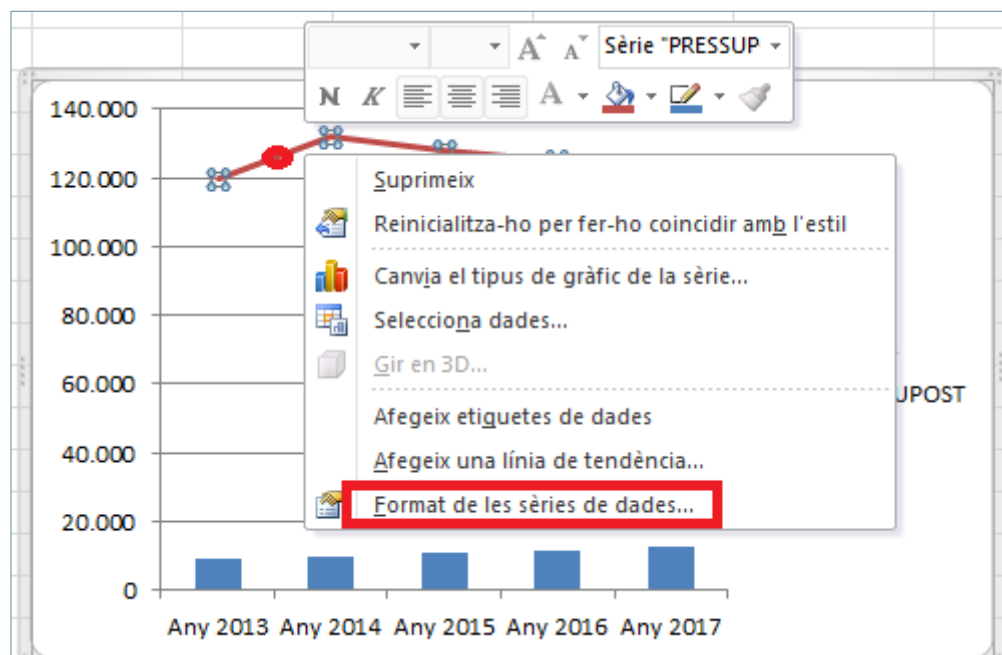 Sèrie "PRESSUP
N K A
140.000
120.000
100.000
80.000
60.000
40.000
20.000
0
Suprimeix
Reinicialitza-ho per fer-ho coincidir amb l'estil
Canvia el tipus de gràfic de la sèrie...
Selecciona dades...
Gir en 3D...
Afegeix etiquetes de dades
Afegeix una línia de tendència...
Format de les sèries de dades...
UPOST
Any 2013 Any 2014 Any 2015 Any 2016 Any 2017